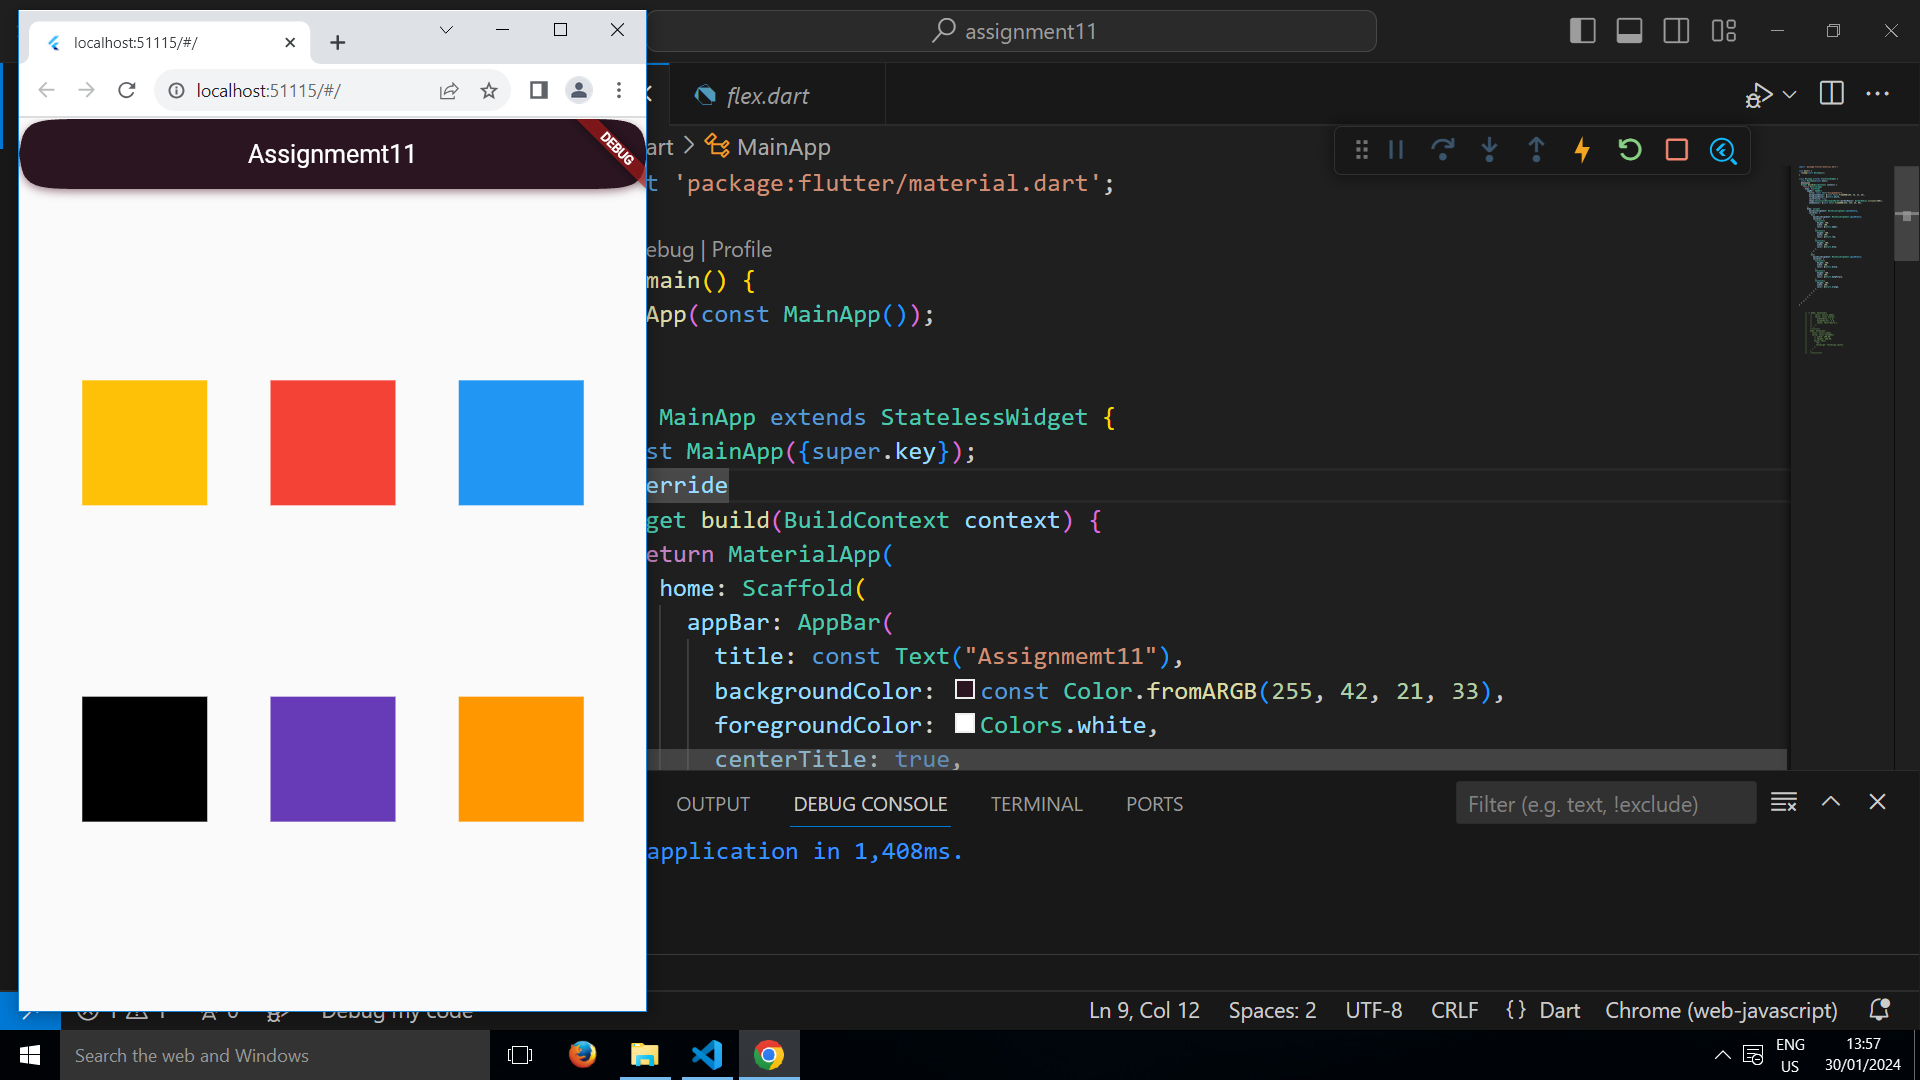 localhost:51115/#/
localhost:51115/#/
Assignmemt11
DEBUG
assignment11
flex.dart
art > MainApp
t 'package:flutter/material.dart';
ebug | Profile
main() {
App(const MainApp());
MainApp extends StatelessWidget {
st MainApp({super.key});
erride
get build(BuildContext context) {
eturn MaterialApp(
home: Scaffold(
appBar: AppBar(
title: const Text("Assignmemt11"),
backgroundColor: const Color.fromARGB(255, 42, 21, 33),
foregroundColor: Colors.white,
centerTitle: true,
OUTPUT DEBUG CONSOLE TERMINAL PORTS
Filter (e.g. text, !exclude)
application in 1,408ms.
Debug my code
Ln 9, Col 12 Spaces: 2 UTF-8 CRLF {} Dart Chrome (web-javascript)
Search the web and Windows
ENG
US
13:57
30/01/2024